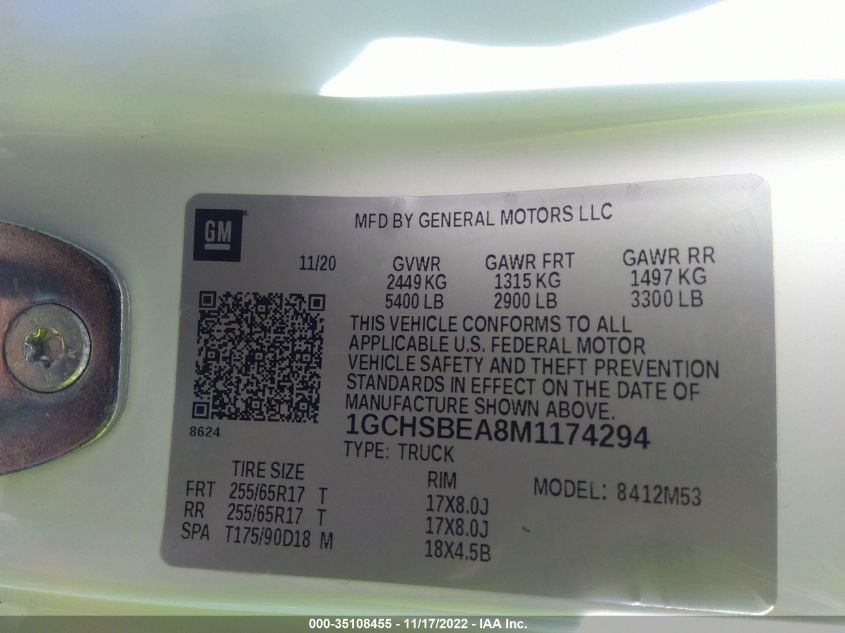 GM
MFD BY GENERAL MOTORS LLC
11/20
GVWR GAWR FRT GAWR RR
2449 KG 1315 KG 1497 KG
5400 LB 2900 LB 3300 LB
THIS VEHICLE CONFORMS TO ALL
APPLICABLE U.S. FEDERAL MOTOR
VEHICLE SAFETY AND THEFT PREVENTION
STANDARDS IN EFFECT ON THE DATE OF
MANUFACTURE SHOWN ABOVE.
8624
1GCHSBEA8M1174294
TYPE: TRUCK
TIRE SIZE RIM MODEL: 8412M53
FRT 255/65R17 T 17X8.0J
RR 255/65R17 T 17X8.0J
SPA T175/90D18 M 18X4.5B
000-35108455 - 11/17/2022 - IAA Inc.